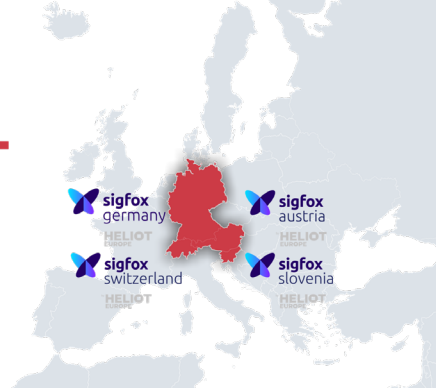 sigfox
germany
HELIOT
EUROPE
sigfox
austria
HELIOT
EUROPE
sigfox
switzerland
HELIOT
EUROPE
sigfox
slovenia
HELIOT
EUROPE